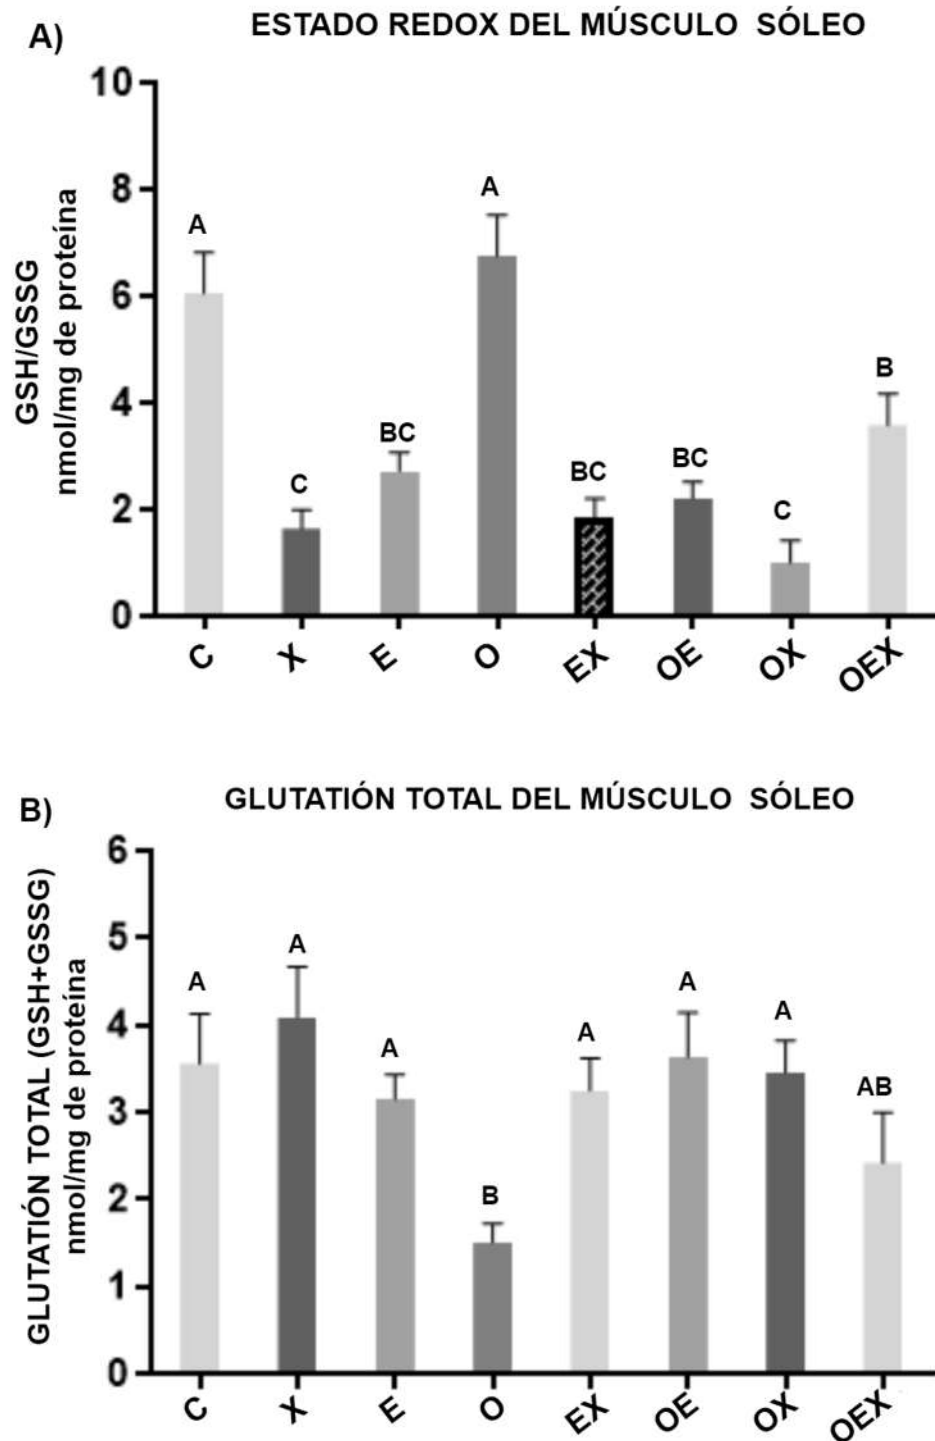 A)
ESTADO REDOX DEL MÚSCULO SÓLEO
GSH/GSSG
nmol/mg de proteína
10
8
6
4
2
0
A
C
BC
A
BC
BC
C
B
C
X
E
O
EX
OE
OX
OEX
B)
GLUTATIÓN TOTAL DEL MÚSCULO SÓLEO
GLUTATIÓN TOTAL (GSH+GSSG)
nmol/mg de proteína
6
5
4
3
2
1
0
A
A
A
B
A
A
A
AB
C
X
E
O
EX
OE
OX
OEX